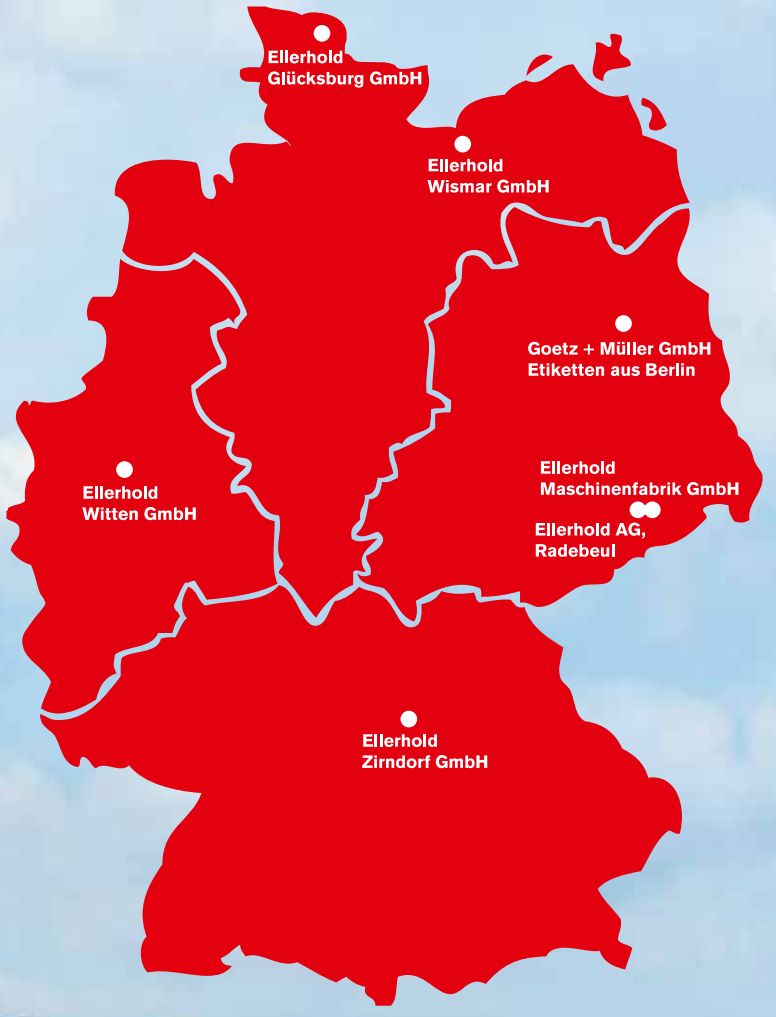 Ellerhold
Glücksburg GmbH
Ellerhold
Wismar GmbH
Goetz + Müller GmbH
Etiketten aus Berlin
Ellerhold
Witten GmbH
Ellerhold
Maschinenfabrik GmbH
Ellerhold AG,
Radebeul
Ellerhold
Zirndorf GmbH